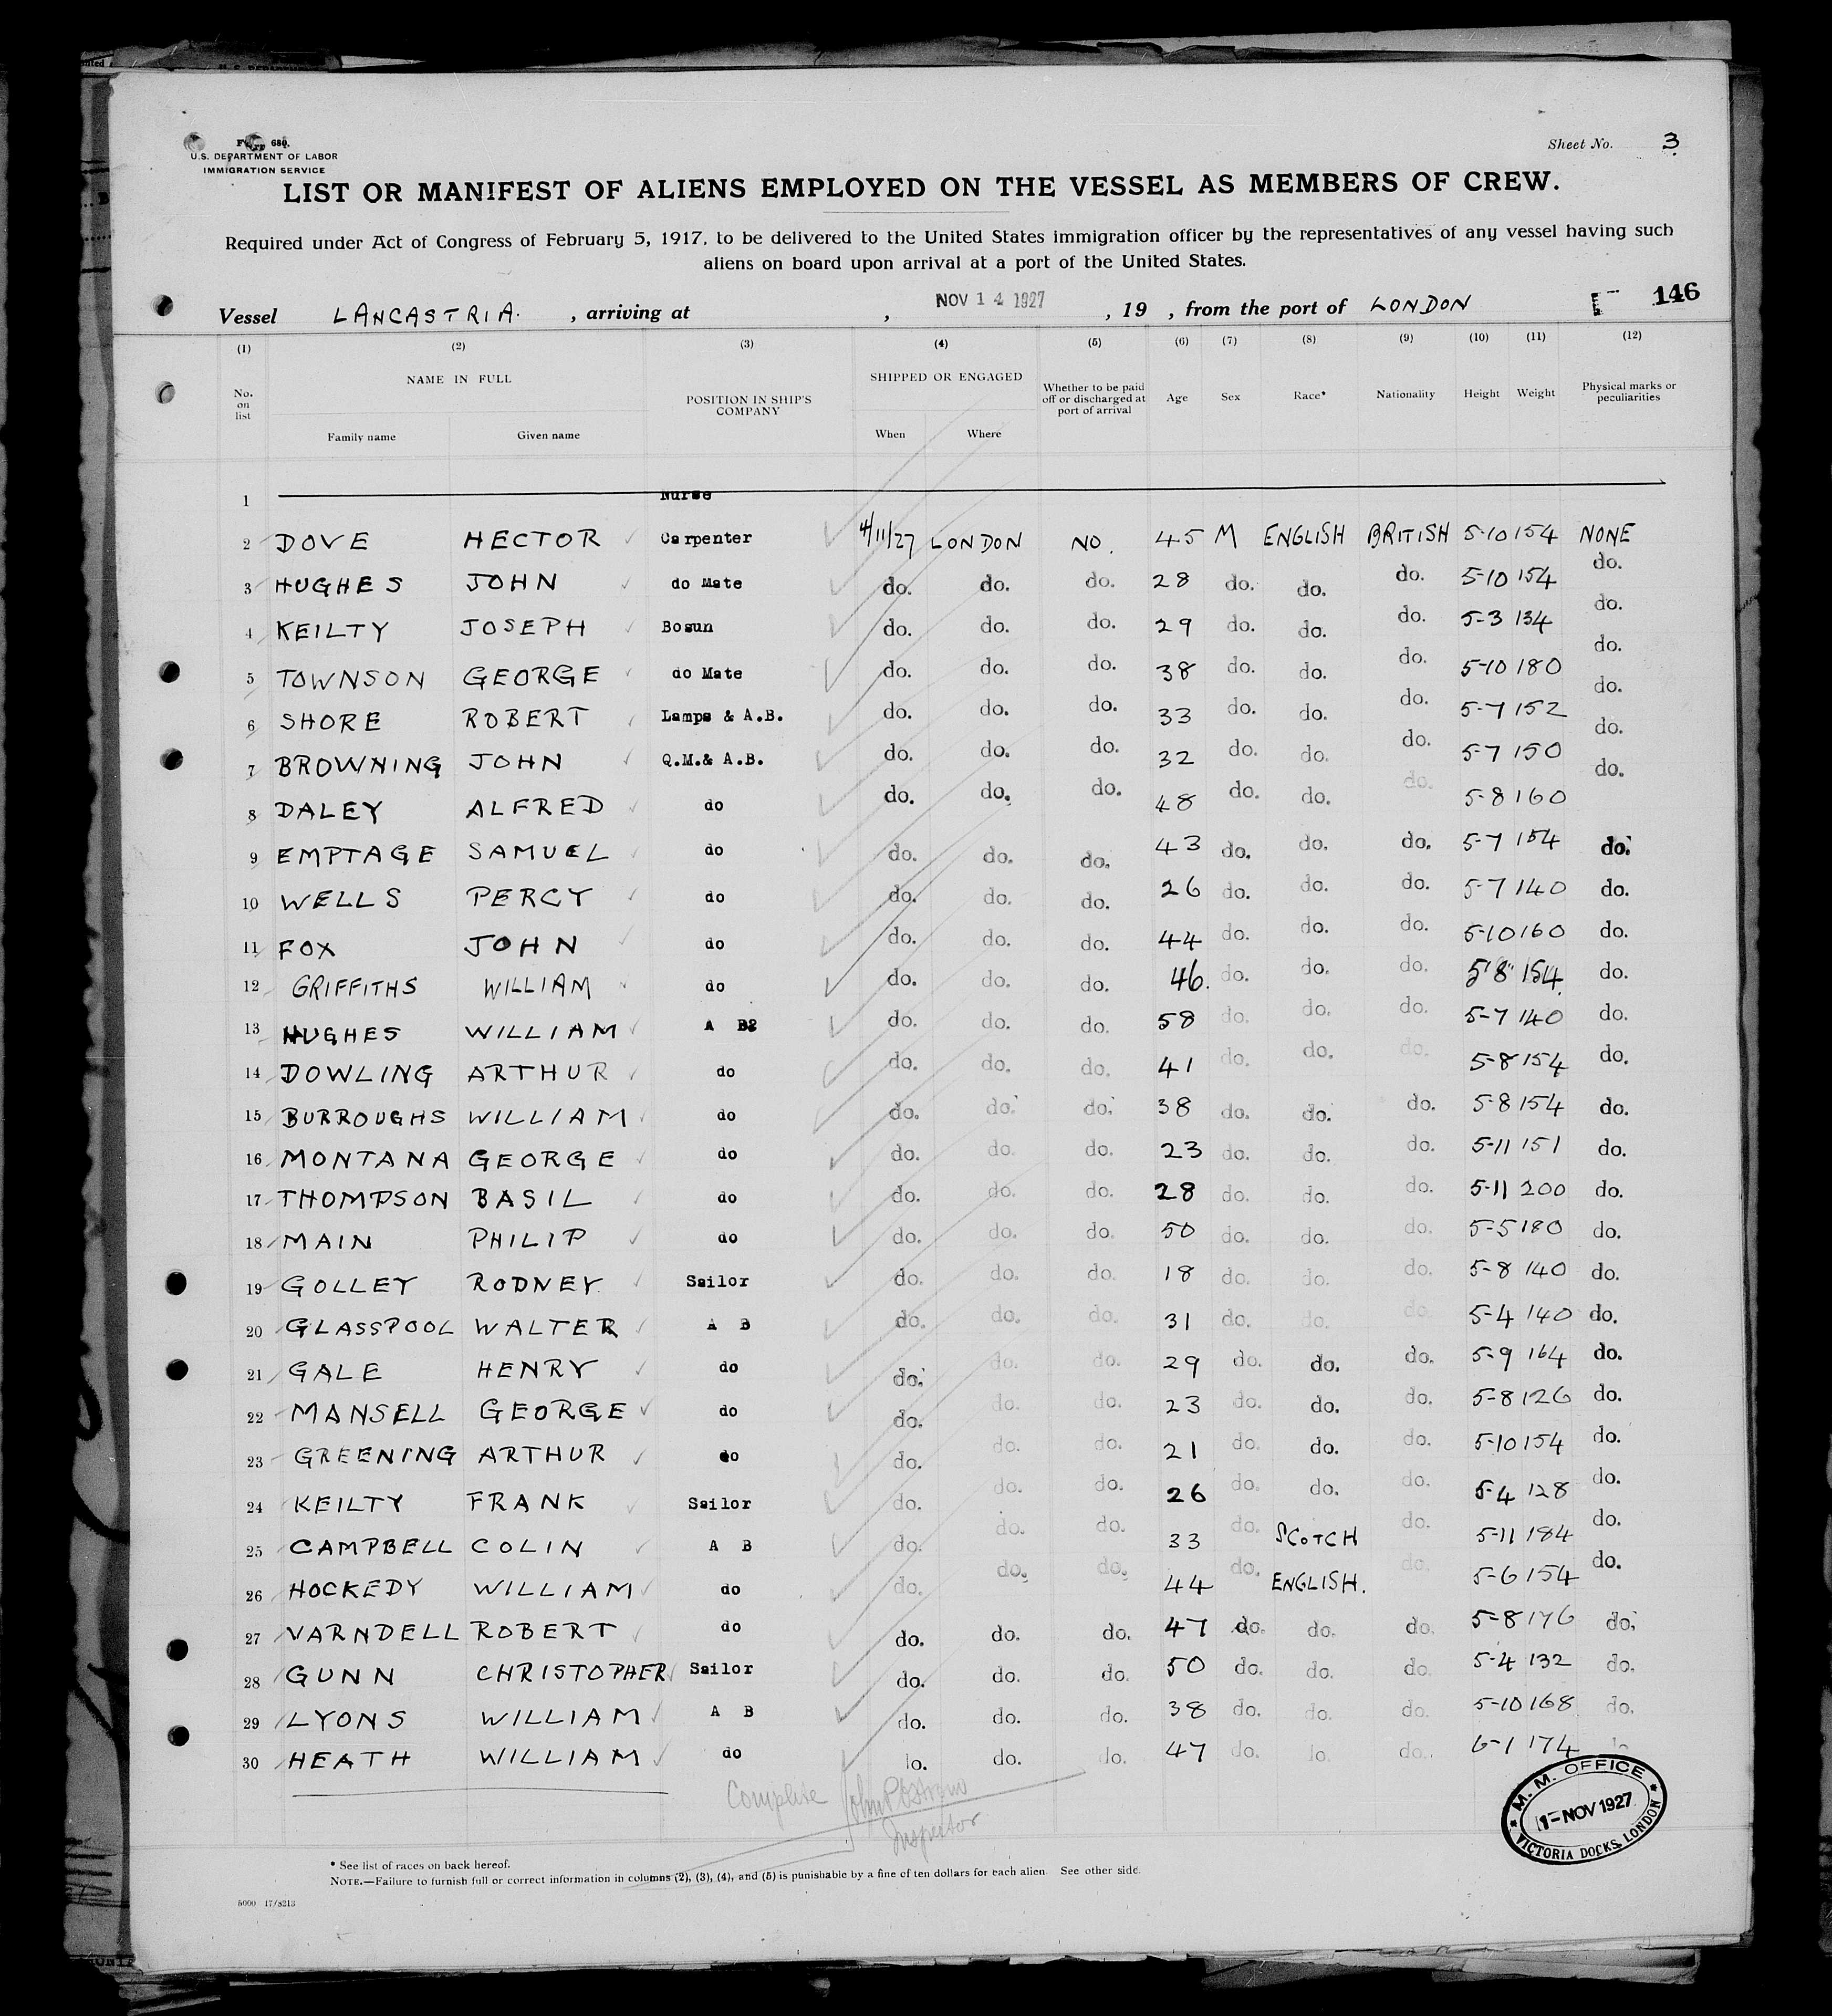 Form 680.
U.S. DEPARTMENT OF LABOR
IMMIGRATION SERVICE
Sheet No. 3
LIST OR MANIFEST OF ALIENS EMPLOYED ON THE VESSEL AS MEMBERS OF CREW.
Required under Act of Congress of February 5, 1917, to be delivered to the United States immigration officer by the representatives of any vessel having such
aliens on board upon arrival at a port of the United States.
146
Vessel LANCASTRIA. , arriving at , NOV 14 1927 , 19 , from the port of LONDON
(1) (2) (3) (4) (5) (6) (7) (8) (9) (10) (11) (12)
No. on list NAME IN FULL Family name Given name POSITION IN SHIP'S COMPANY SHIPPED OR ENGAGED When Where Whether to be paid off or discharged at port of arrival Age Sex Race* Nationality Height Weight Physical marks or peculiarities
1 Nurse
2 DOVE HECTOR Carpenter 4/11/27 LONDON NO. 45 M ENGLISH BRITISH 5-10 154 NONE
3 HUGHES JOHN do Mate do. do. do. 28 do. do. do. 5-10 154 do.
4 KEILTY JOSEPH Bosun do. do. do. 29 do. do. do. 5-3 134 do.
5 TOWNSON GEORGE do Mate do. do. do. 38 do. do. do. 5-10 180 do.
6 SHORE ROBERT Lamps & A.B. do. do. do. 33 do. do. do. 5-7 152 do.
7 BROWNING JOHN Q.M.& A.B. do. do. do. 32 do. do. do. 5-7 150 do.
8 DALEY ALFRED do do. do. do. 48 do. do. do. 5-8 160 do.
9 EMPTAGE SAMUEL do do. do. do. 43 do. do. do. 5-7 154 do.
10 WELLS PERCY do do. do. do. 26 do. do. do. 5-7 140 do.
11 FOX JOHN do do. do. do. 44 do. do. do. 5-10 160 do.
12 GRIFFITHS WILLIAM do do. do. do. 46. do. do. do. 5'8" 154. do.
13 HUGHES WILLIAM A B do. do. do. 58 do. do. do. 5-7 140 do.
14 DOWLING ARTHUR do do. do. do. 41 do. do. do. 5-8 154 do.
15 BURROUGHS WILLIAM do do. do. do. 38 do. do. do. 5-8 154 do.
16 MONTANA GEORGE do do. do. do. 23 do. do. do. 5-11 151 do.
17 THOMPSON BASIL do do. do. do. 28 do. do. do. 5-11 200 do.
18 MAIN PHILIP do do. do. do. 50 do. do. do. 5-5 180 do.
19 GOLLEY RODNEY. Sailor do. do. do. 18 do. do. do. 5-8 140 do.
20 GLASSPOOL WALTER A B do. do. do. 31 do. do. do. 5-4 140 do.
21 GALE HENRY do do. do. do. 29 do. do. do. 5-9 164 do.
22 MANSELL GEORGE do do. do. do. 23 do. do. do. 5-8 126 do.
23 GREENING ARTHUR do do. do. do. 21 do. do. do. 5-10 154 do.
24 KEILTY FRANK Sailor do. do. do. 26 do. do. do. 5-4 128 do.
25 CAMPBELL COLIN A B do. do. do. 33 do. SCOTCH do. 5-11 184 do.
26 HOCKEDY WILLIAM do do. do. do. 44 do. ENGLISH. do. 5-6 154 do.
27 VARNDELL ROBERT do do. do. do. 47 do. do. do. 5-8 176 do.
28 GUNN CHRISTOPHER Sailor do. do. do. 50 do. do. do. 5-4 132 do.
29 LYONS WILLIAM A B do. do. do. 38 do. do. do. 5-10 168 do.
30 HEATH WILLIAM do do. do. do. 47 do. do. do. 6-1 174
Complete John
Inspector
M. M. OFFICE
1- NOV 1927
VICTORIA DOCKS, LONDON
* See list of races on back hereof.
NOTE.—Failure to furnish full or correct information in columns (2), (3), (4), and (5) is punishable by a fine of ten dollars for each alien. See other side.
5000 17/8213